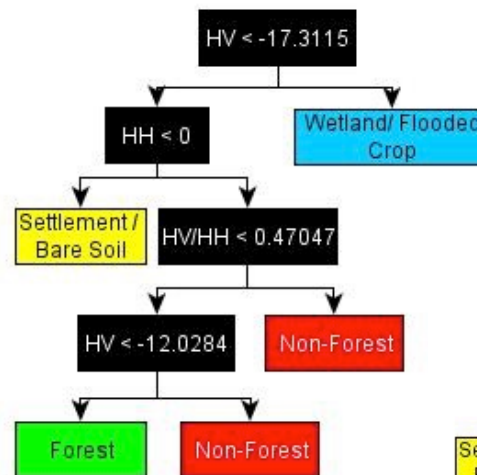 HV < -17.3115
HH < 0
Wetland/ Flooded
Crop
Settlement /
Bare Soil
HV/HH < 0.47047
HV < -12.0284
Non-Forest
Forest
Non-Forest
Se